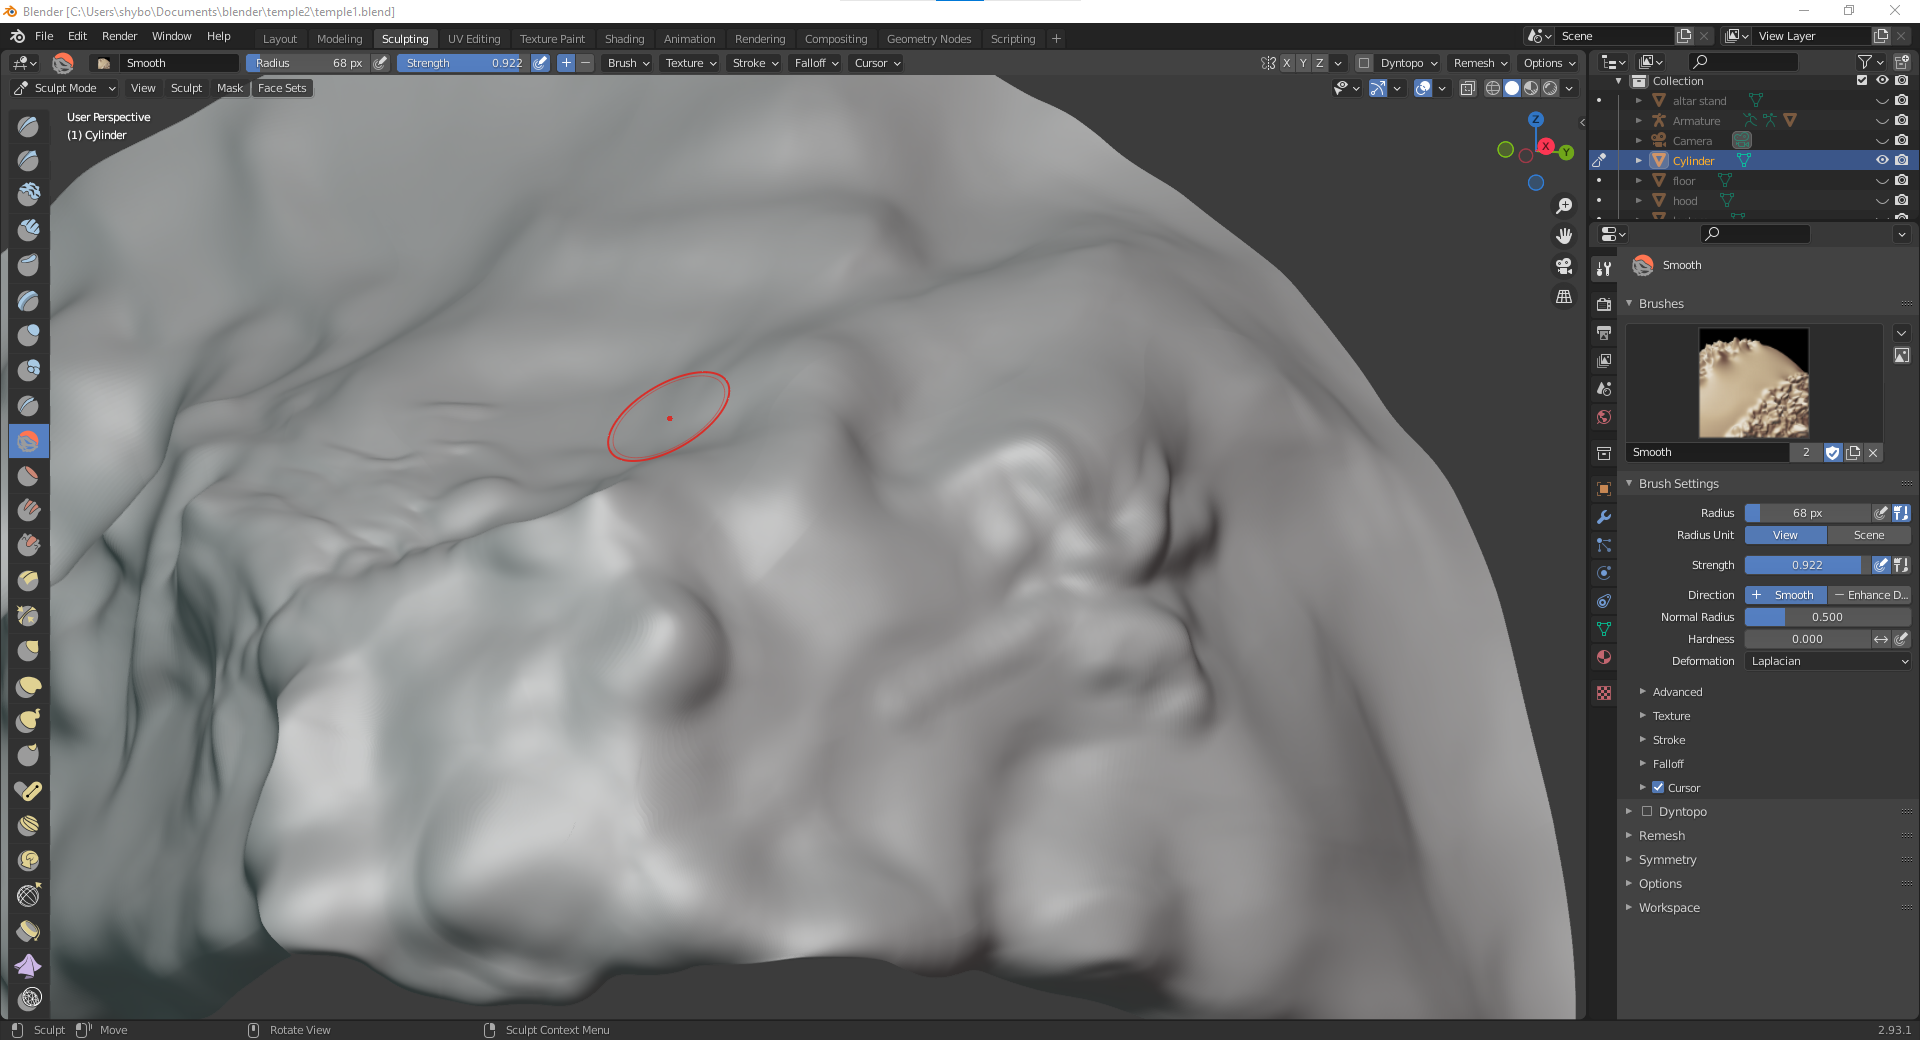 Blender [C:\Users\shybo\Documents\blender\temple2\temple1.blend]
File Edit Render Window Help Layout Modeling Sculpting UV Editing Texture Paint Shading Animation Rendering Compositing Geometry Nodes Scripting + Scene View Layer
Smooth Radius 68 px Strength 0.922 + − Brush Texture Stroke Falloff Cursor X Y Z Dyntopo Remesh Options
Sculpt Mode View Sculpt Mask Face Sets
User Perspective
(1) Cylinder
Z
X
Y
Collection
altar stand
Armature
Camera
Cylinder
floor
hood
Smooth
Brushes
Smooth 2
Brush Settings
Radius 68 px
Radius Unit View Scene
Strength 0.922
Direction + Smooth − Enhance D...
Normal Radius 0.500
Hardness 0.000
Deformation Laplacian
Advanced
Texture
Stroke
Falloff
Cursor
Dyntopo
Remesh
Symmetry
Options
Workspace
Sculpt Move Rotate View Sculpt Context Menu 2.93.1